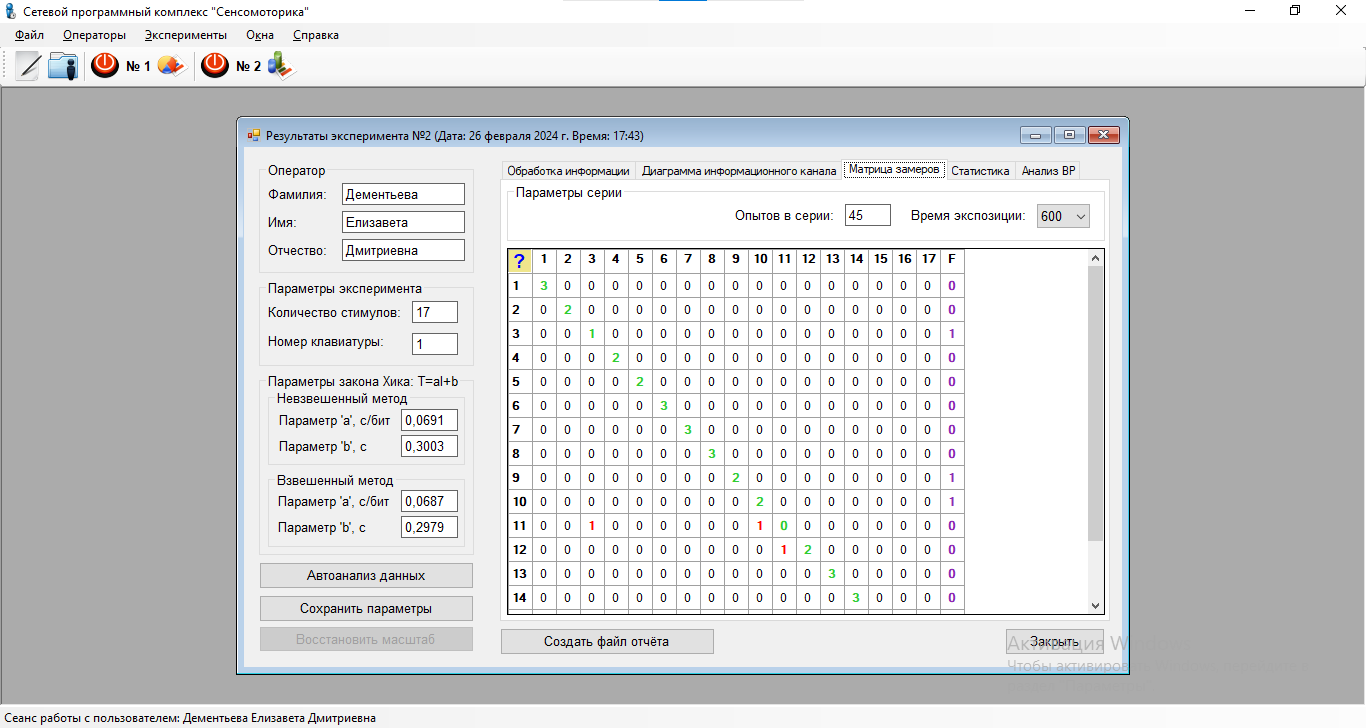 Сетевой программный комплекс "Сенсомоторика"
Файл Операторы Эксперименты Окна Справка
№ 1 № 2
Результаты эксперимента №2 (Дата: 26 февраля 2024 г. Время: 17:43)
Оператор
Фамилия: Дементьева
Имя: Елизавета
Отчество: Дмитриевна
Параметры эксперимента
Количество стимулов: 17
Номер клавиатуры: 1
Параметры закона Хика: T=aI+b
Невзвешенный метод
Параметр 'a', с/бит 0,0691
Параметр 'b', с 0,3003
Взвешенный метод
Параметр 'a', с/бит 0,0687
Параметр 'b', с 0,2979
Автоанализ данных
Сохранить параметры
Восстановить масштаб
Обработка информации Диаграмма информационного канала Матрица замеров Статистика Анализ ВР
Параметры серии
Опытов в серии: 45 Время экспозиции: 600
? 1 2 3 4 5 6 7 8 9 10 11 12 13 14 15 16 17 F
1 3 0 0 0 0 0 0 0 0 0 0 0 0 0 0 0 0 0
2 0 2 0 0 0 0 0 0 0 0 0 0 0 0 0 0 0 0
3 0 0 1 0 0 0 0 0 0 0 0 0 0 0 0 0 0 1
4 0 0 0 2 0 0 0 0 0 0 0 0 0 0 0 0 0 0
5 0 0 0 0 2 0 0 0 0 0 0 0 0 0 0 0 0 0
6 0 0 0 0 0 3 0 0 0 0 0 0 0 0 0 0 0 0
7 0 0 0 0 0 0 3 0 0 0 0 0 0 0 0 0 0 0
8 0 0 0 0 0 0 0 3 0 0 0 0 0 0 0 0 0 0
9 0 0 0 0 0 0 0 0 2 0 0 0 0 0 0 0 0 1
10 0 0 0 0 0 0 0 0 0 2 0 0 0 0 0 0 0 1
11 0 0 1 0 0 0 0 0 0 1 0 0 0 0 0 0 0 0
12 0 0 0 0 0 0 0 0 0 0 1 2 0 0 0 0 0 0
13 0 0 0 0 0 0 0 0 0 0 0 0 3 0 0 0 0 0
14 0 0 0 0 0 0 0 0 0 0 0 0 0 3 0 0 0 0
Создать файл отчёта Закрыть
Активация
Чтобы
Сеанс работы с пользователем: Дементьева Елизавета Дмитриевна